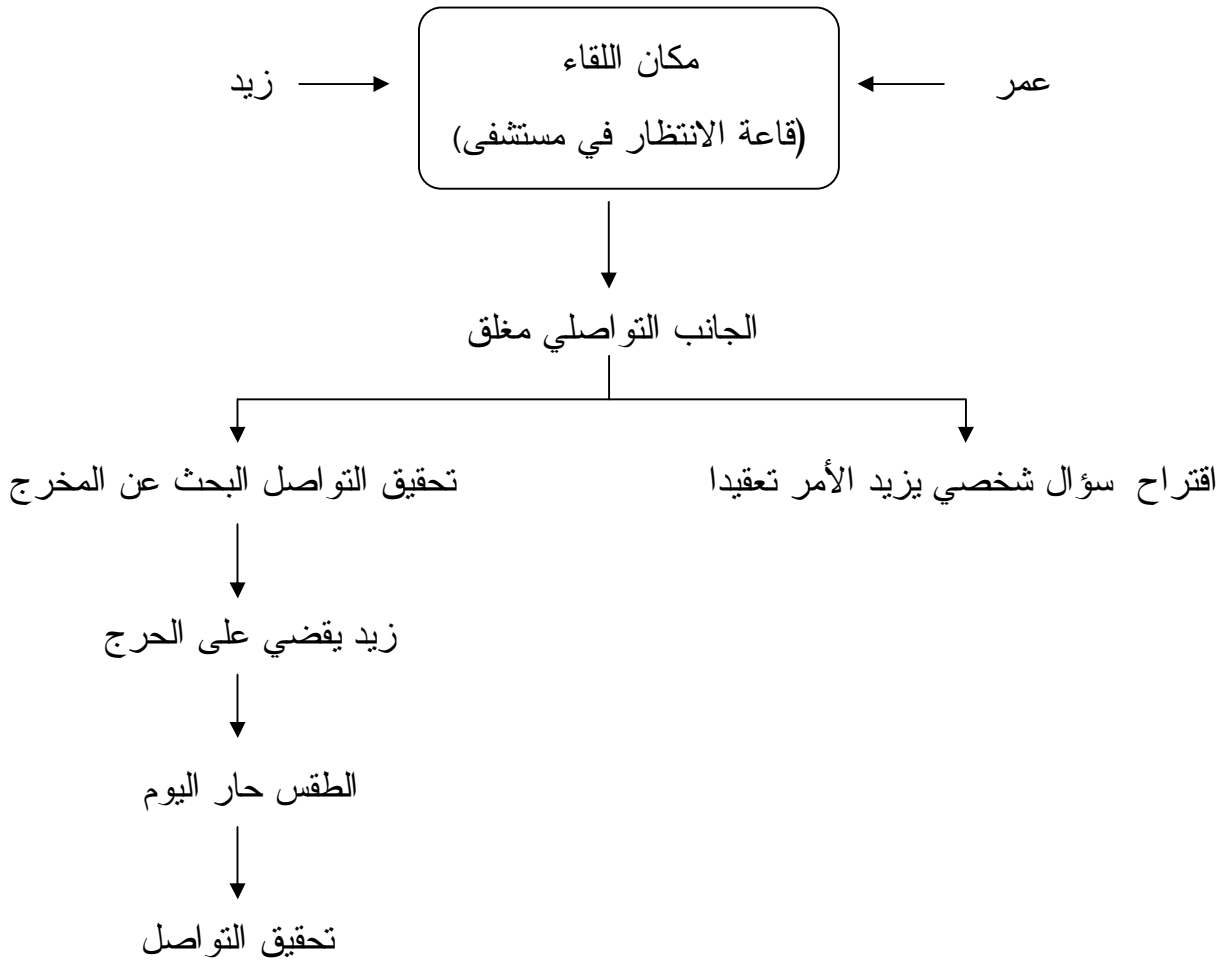 مكان اللقاء
عمر
زيد
(قاعة الانتظار في مستشفى)
الجانب التواصلي مغلق
اقتراح سؤال شخصي يزيد الأمر تعقيدا
تحقيق التواصل البحث عن المخرج
زيد يقضي على الحرج
الطقس حار اليوم
تحقيق التواصل